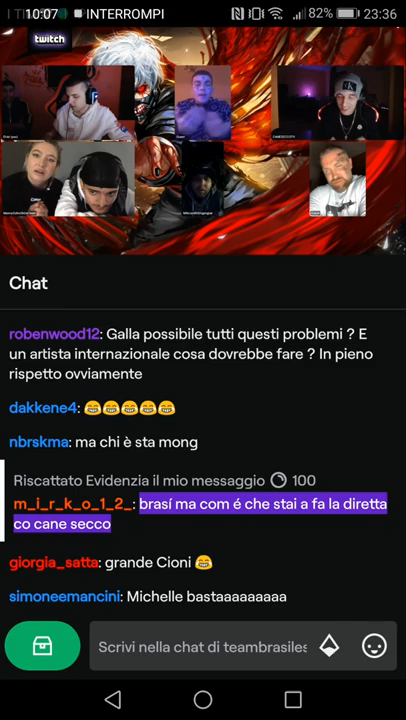 10:07 INTERROMPI 82% 23:36
twitch
Chat
robenwood12: Galla possibile tutti questi problemi ? E
un artista internazionale cosa dovrebbe fare ? In pieno
rispetto ovviamente
dakkene4: 😂😂😂😂😂
nbrskma: ma chi è sta mong
Riscattato Evidenzia il mio messaggio 100
m_i_r_k_o_1_2_: brasí ma com é che stai a fa la diretta
co cane secco
giorgia_satta: grande Cioni 😂
simoneemancini: Michelle bastaaaaaaaaa
Scrivi nella chat di teambrasiles